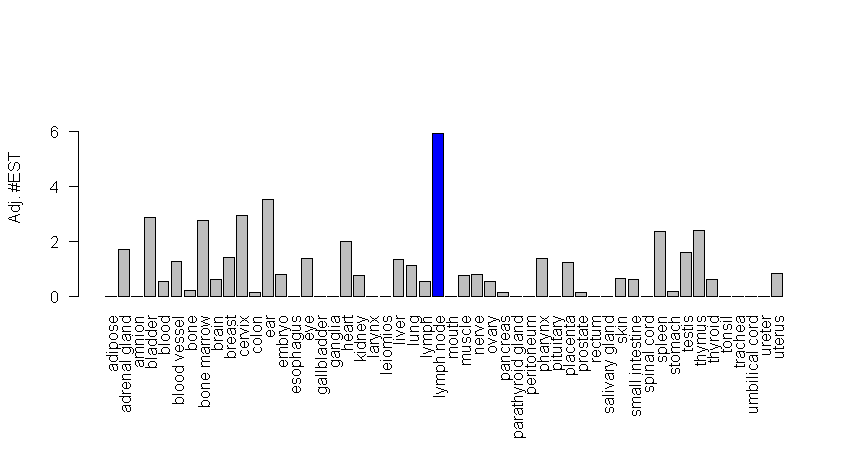 Adj. #EST
6
4
2
0
adipose
adrenal gland
amnion
bladder
blood
blood vessel
bone
bone marrow
brain
breast
cervix
colon
ear
embryo
esophagus
eye
gallbladder
ganglia
heart
kidney
larynx
leiomios
liver
lung
lymph
lymph node
mouth
muscle
nerve
ovary
pancreas
parathyroid gland
peritoneum
pharynx
pituitary
placenta
prostate
rectum
salivary gland
skin
small intestine
spinal cord
spleen
stomach
testis
thymus
thyroid
tonsil
trachea
umbilical cord
ureter
uterus